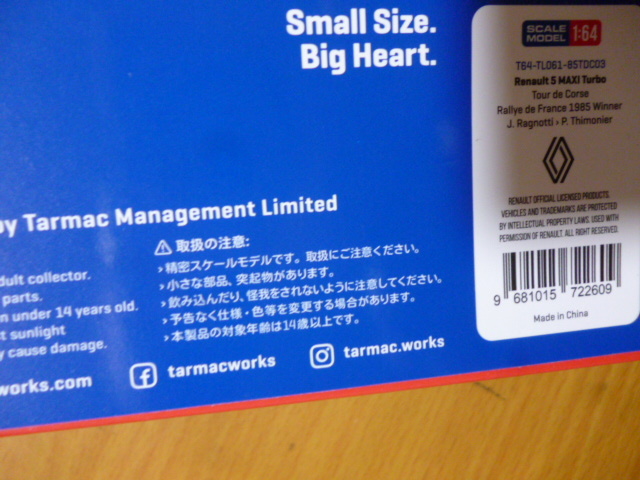 Small Size.
Big Heart.
SCALE MODEL 1:64
T64-TL061-85TDC03
Renault 5 MAXI Turbo
Tour de Corse
Rallye de France 1985 Winner
J. Ragnotti › P. Thimonier
RENAULT OFFICIAL LICENSED PRODUCTS.
VEHICLES AND TRADEMARKS ARE PROTECTED
BY INTELLECTUAL PROPERTY LAWS. USED WITH
PERMISSION OF RENAULT. ALL RIGHT RESERVED.
9 681015 722609
Made in China
by Tarmac Management Limited
dult collector.
parts.
n under 14 years old.
t sunlight
y cause damage.
⚠ 取扱の注意:
›精密スケールモデルです。取扱にご注意ください。
›小さな部品、突起物があります。
›飲み込んだり、怪我をされないように注意してください。
›予告なく仕様・色等を変更する場合があります。
›本製品の対象年齢は14歳以上です。
works.com
tarmacworks
tarmac.works